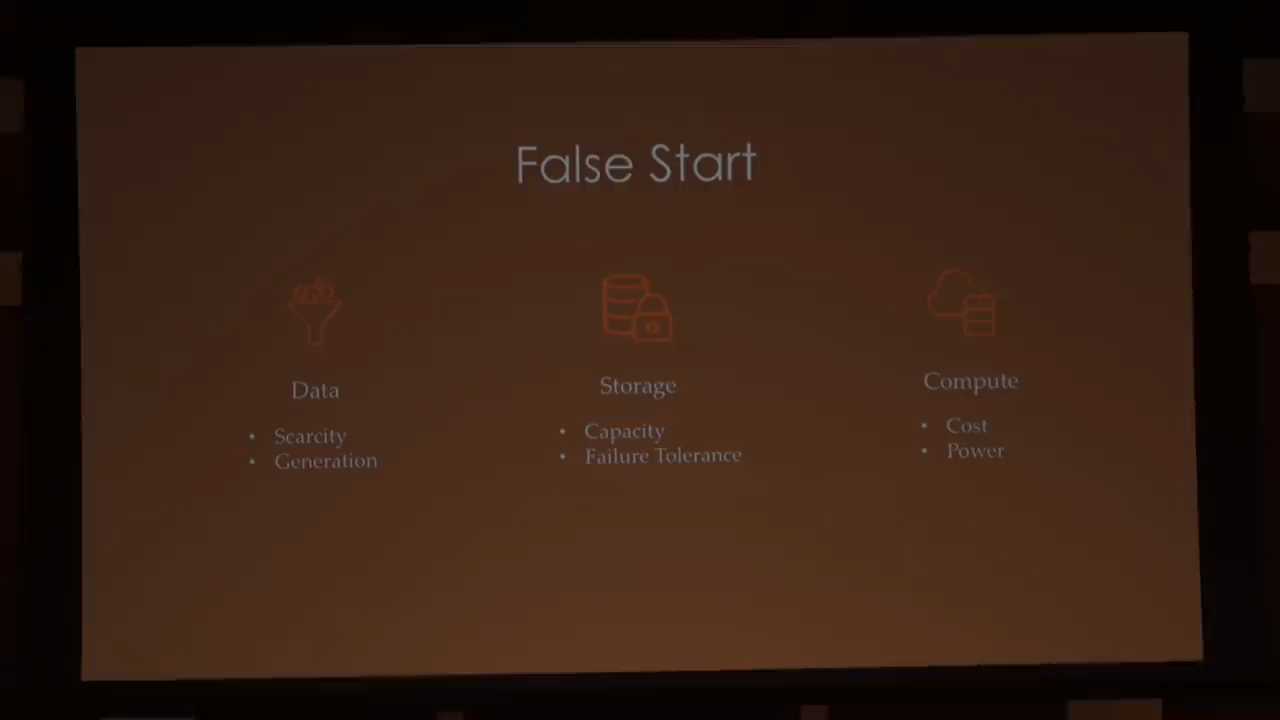 False Start
Data
• Scarcity
• Generation
Storage
• Capacity
• Failure Tolerance
Compute
• Cost
• Power